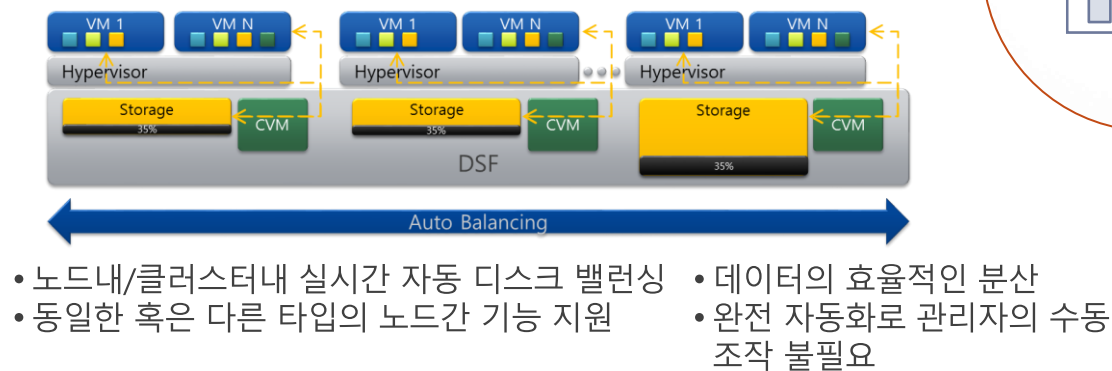 VM 1 VM N VM 1 VM N VM 1 VM N
Hypervisor Hypervisor Hypervisor
Storage CVM Storage CVM Storage CVM
35% 35% 35%
DSF
Auto Balancing
• 노드내/클러스터내 실시간 자동 디스크 밸런싱
• 동일한 혹은 다른 타입의 노드간 기능 지원
• 데이터의 효율적인 분산
• 완전 자동화로 관리자의 수동
조작 불필요